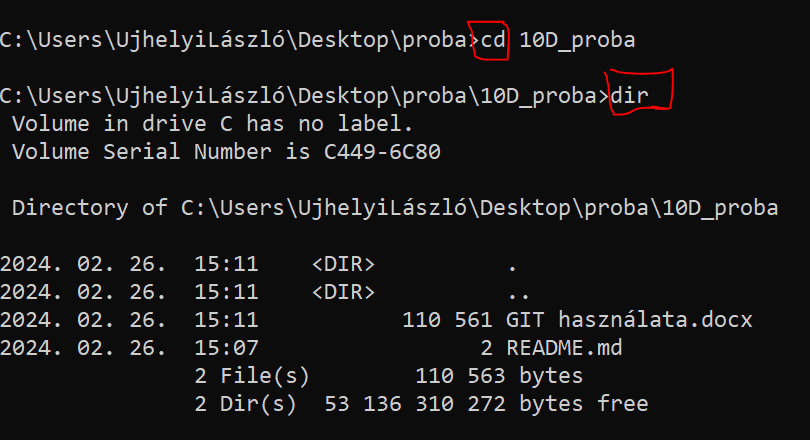 C:\Users\UjhelyiLászló\Desktop\proba>cd 10D_proba
C:\Users\UjhelyiLászló\Desktop\proba\10D_proba>dir
Volume in drive C has no label.
Volume Serial Number is C449-6C80
Directory of C:\Users\UjhelyiLászló\Desktop\proba\10D_proba
2024. 02. 26.  15:11    <DIR>          .
2024. 02. 26.  15:11    <DIR>          ..
2024. 02. 26.  15:11           110 561 GIT használata.docx
2024. 02. 26.  15:07                 2 README.md
2 File(s)        110 563 bytes
2 Dir(s)  53 136 310 272 bytes free